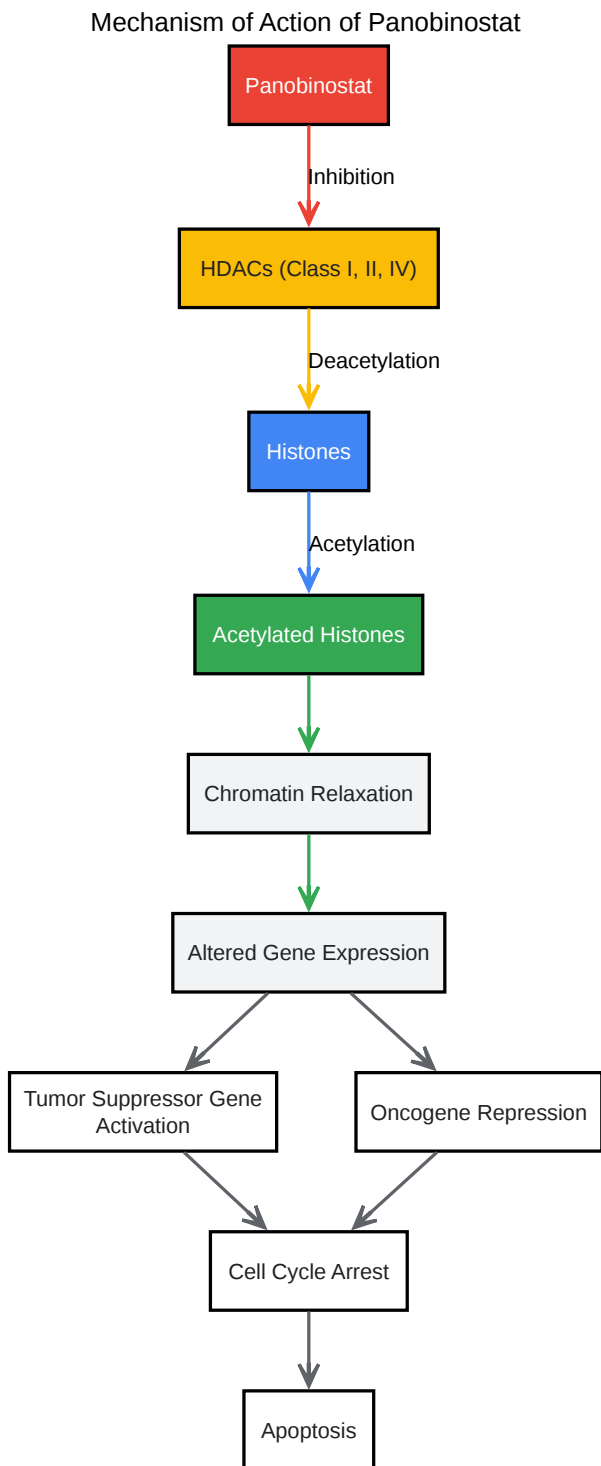 Mechanism of Action of Panobinostat
Panobinostat
Inhibition
HDACs (Class I, II, IV)
Deacetylation
Histones
Acetylation
Acetylated Histones
Chromatin Relaxation
Altered Gene Expression
Tumor Suppressor Gene
Activation
Oncogene Repression
Cell Cycle Arrest
Apoptosis